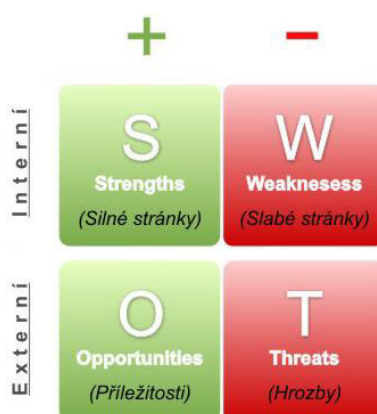 + −
Interní
S
Strengths
(Silné stránky)
W
Weaknesess
(Slabé stránky)
Externí
O
Opportunities
(Příležitosti)
T
Threats
(Hrozby)